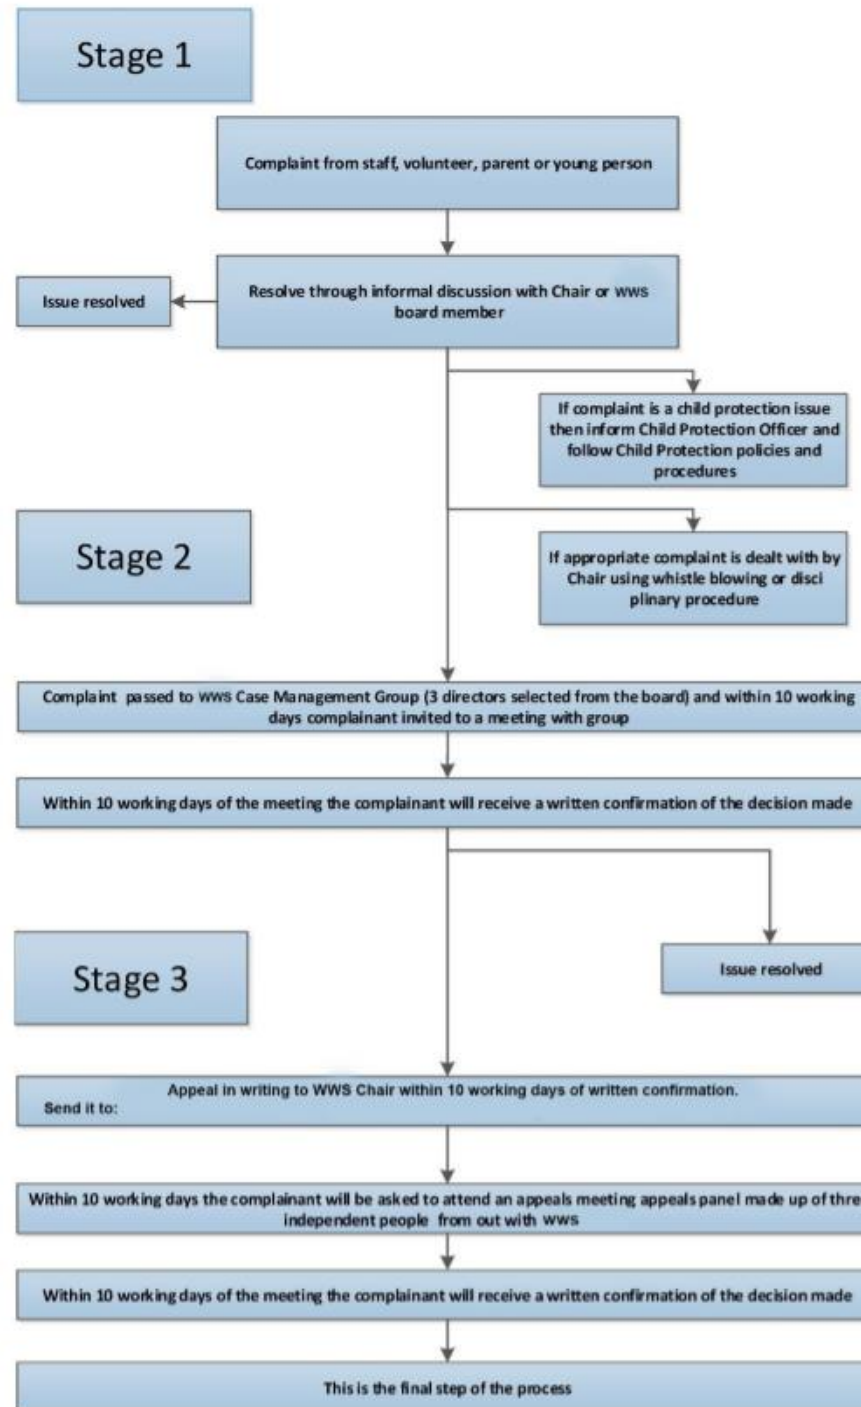 Stage 1
Complaint from staff, volunteer, parent or young person
Resolve through informal discussion with Chair or WWS
board member
Issue resolved
If complaint is a child protection issue
then inform Child Protection Officer and
follow Child Protection policies and
procedures
Stage 2
If appropriate complaint is dealt with by
Chair using whistle blowing or disci
plinary procedure
Complaint passed to WWS Case Management Group (3 directors selected from the board) and within 10 working
days complainant invited to a meeting with group
Within 10 working days of the meeting the complainant will receive a written confirmation of the decision made
Issue resolved
Stage 3
Appeal in writing to WWS Chair within 10 working days of written confirmation.
Send it to:
Within 10 working days the complainant will be asked to attend an appeals meeting appeals panel made up of thre
independent people from out with WWS
Within 10 working days of the meeting the complainant will receive a written confirmation of the decision made
This is the final step of the process